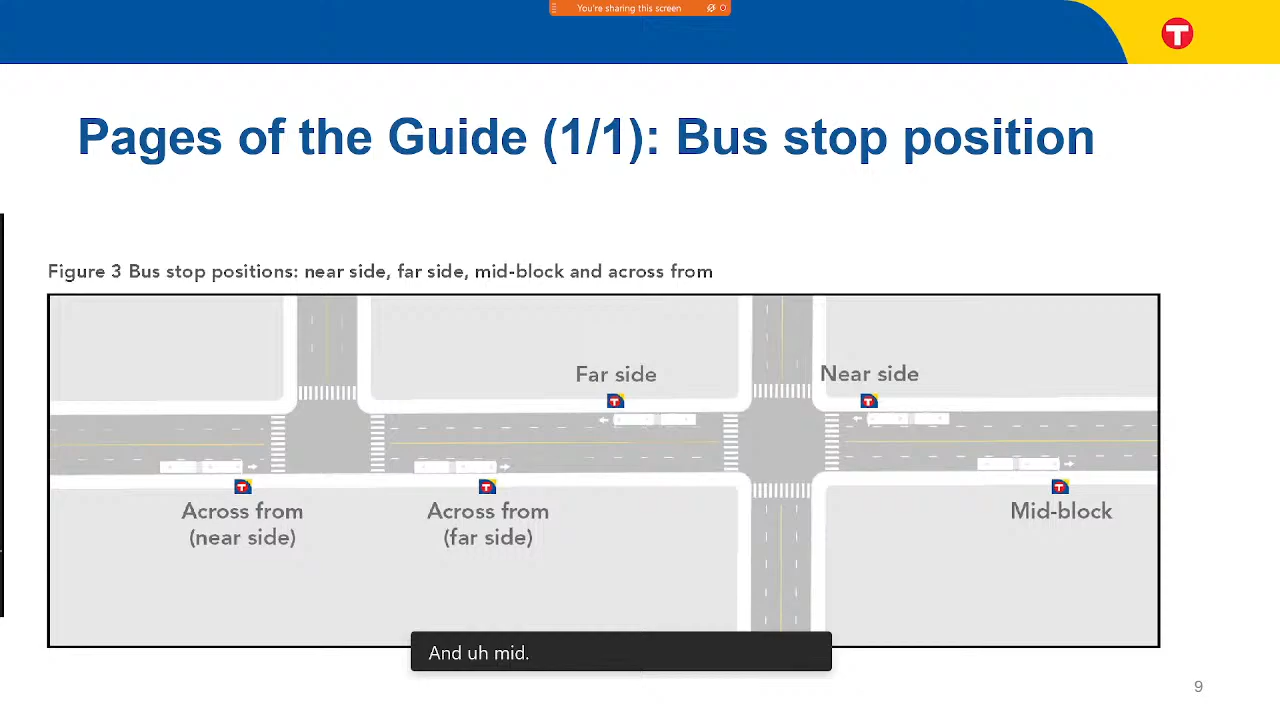 You're sharing this screen
T
Pages of the Guide (1/1): Bus stop position
Figure 3 Bus stop positions: near side, far side, mid-block and across from
Far side
Near side
T
T
T
T
T
Across from
(near side)
Across from
(far side)
Mid-block
And uh mid.
9